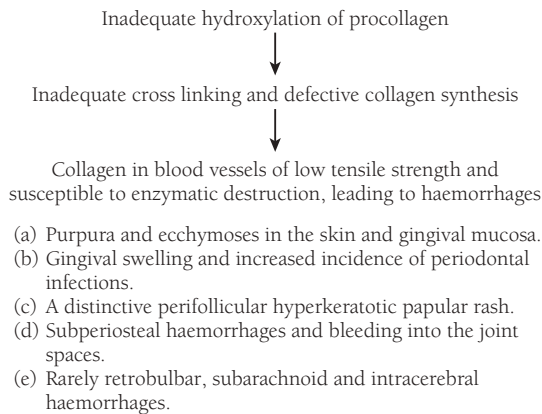 Inadequate hydroxylation of procollagen
Inadequate cross linking and defective collagen synthesis
Collagen in blood vessels of low tensile strength and
susceptible to enzymatic destruction, leading to haemorrhages
(a) Purpura and ecchymoses in the skin and gingival mucosa.
(b) Gingival swelling and increased incidence of periodontal
infections.
(c) A distinctive perifollicular hyperkeratotic papular rash.
(d) Subperiosteal haemorrhages and bleeding into the joint
spaces.
(e) Rarely retrobulbar, subarachnoid and intracerebral
haemorrhages.